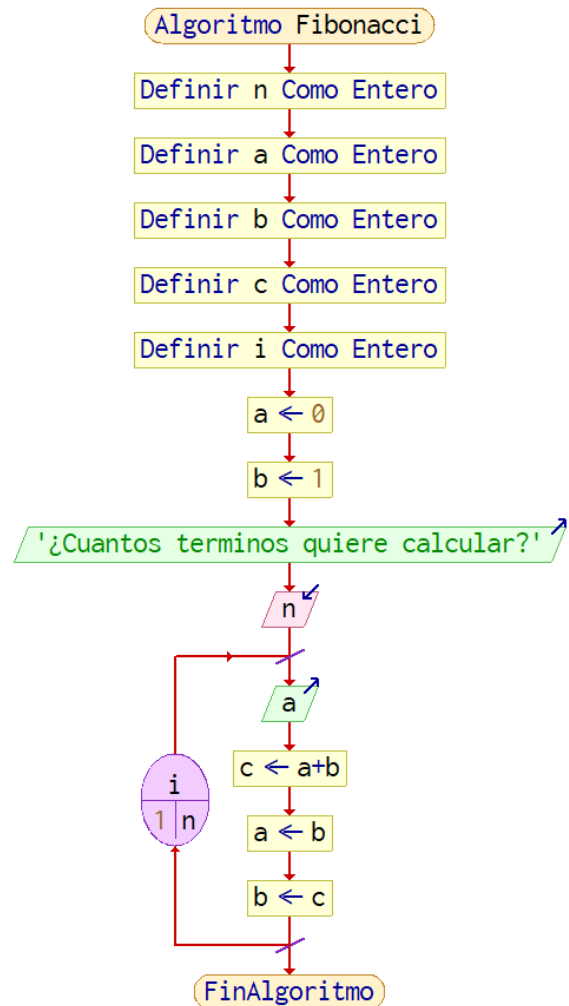 Algoritmo Fibonacci
Definir n Como Entero
Definir a Como Entero
Definir b Como Entero
Definir c Como Entero
Definir i Como Entero
a ← 0
b ← 1
'¿Cuantos terminos quiere calcular?'
n
a
c ← a+b
i
1 n
a ← b
b ← c
FinAlgoritmo